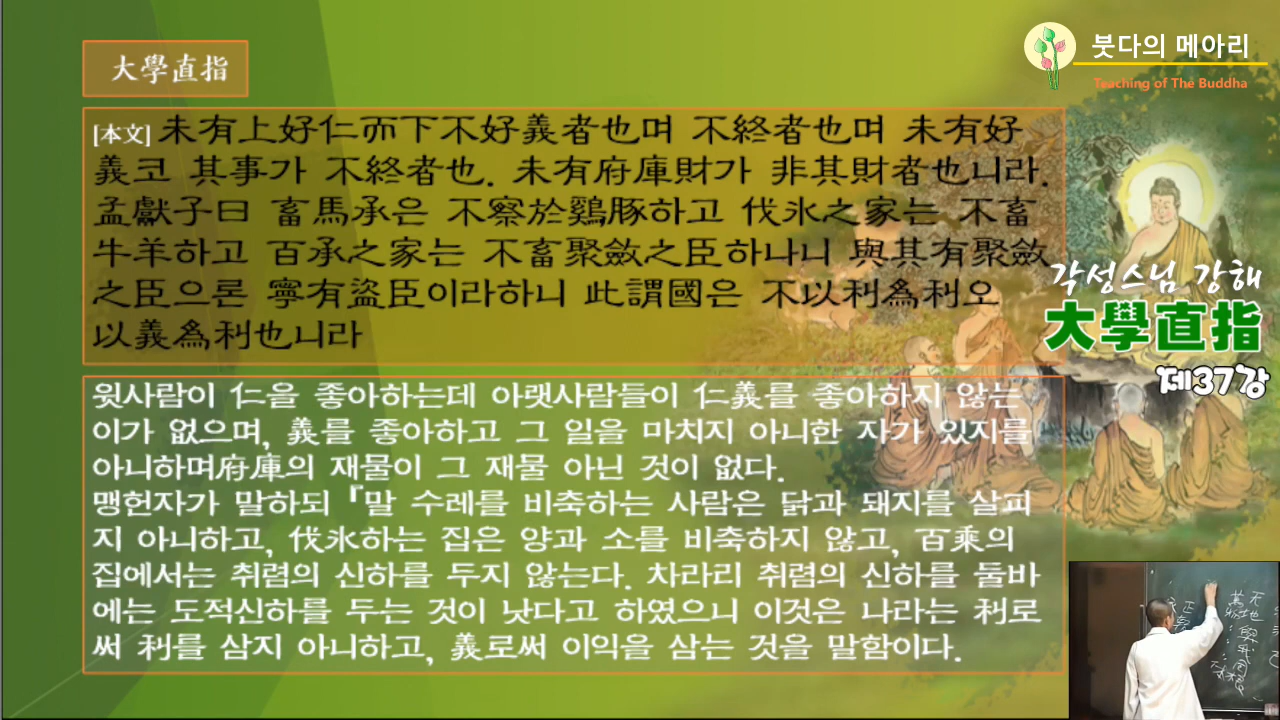 大學直指
붓다의 메아리
Teaching of The Buddha
[本文] 未有上好仁而下不好義者也며 不終者也며 未有好
義코 其事가 不終者也. 未有府庫財가 非其財者也니라.
孟獻子曰 畜馬承은 不察於鷄豚하고 伐氷之家는 不畜
牛羊하고 百承之家는 不畜聚斂之臣하나니 與其有聚斂
之臣으론 寧有盜臣이라하니 此謂國은 不以利爲利오
以義爲利也니라
각성스님 강해
大學直指
제37강
윗사람이 仁을 좋아하는데 아랫사람들이 仁義를 좋아하지 않는
이가 없으며, 義를 좋아하고 그 일을 마치지 아니한 자가 있지를
아니하며府庫의 재물이 그 재물 아닌 것이 없다.
맹헌자가 말하되 『말 수레를 비축하는 사람은 닭과 돼지를 살피
지 아니하고, 伐氷하는 집은 양과 소를 비축하지 않고, 百乘의
집에서는 취렴의 신하를 두지 않는다. 차라리 취렴의 신하를 둘바
에는 도적신하를 두는 것이 낫다고 하였으니 이것은 나라는 利로
써 利를 삼지 아니하고, 義로써 이익을 삼는 것을 말함이다.